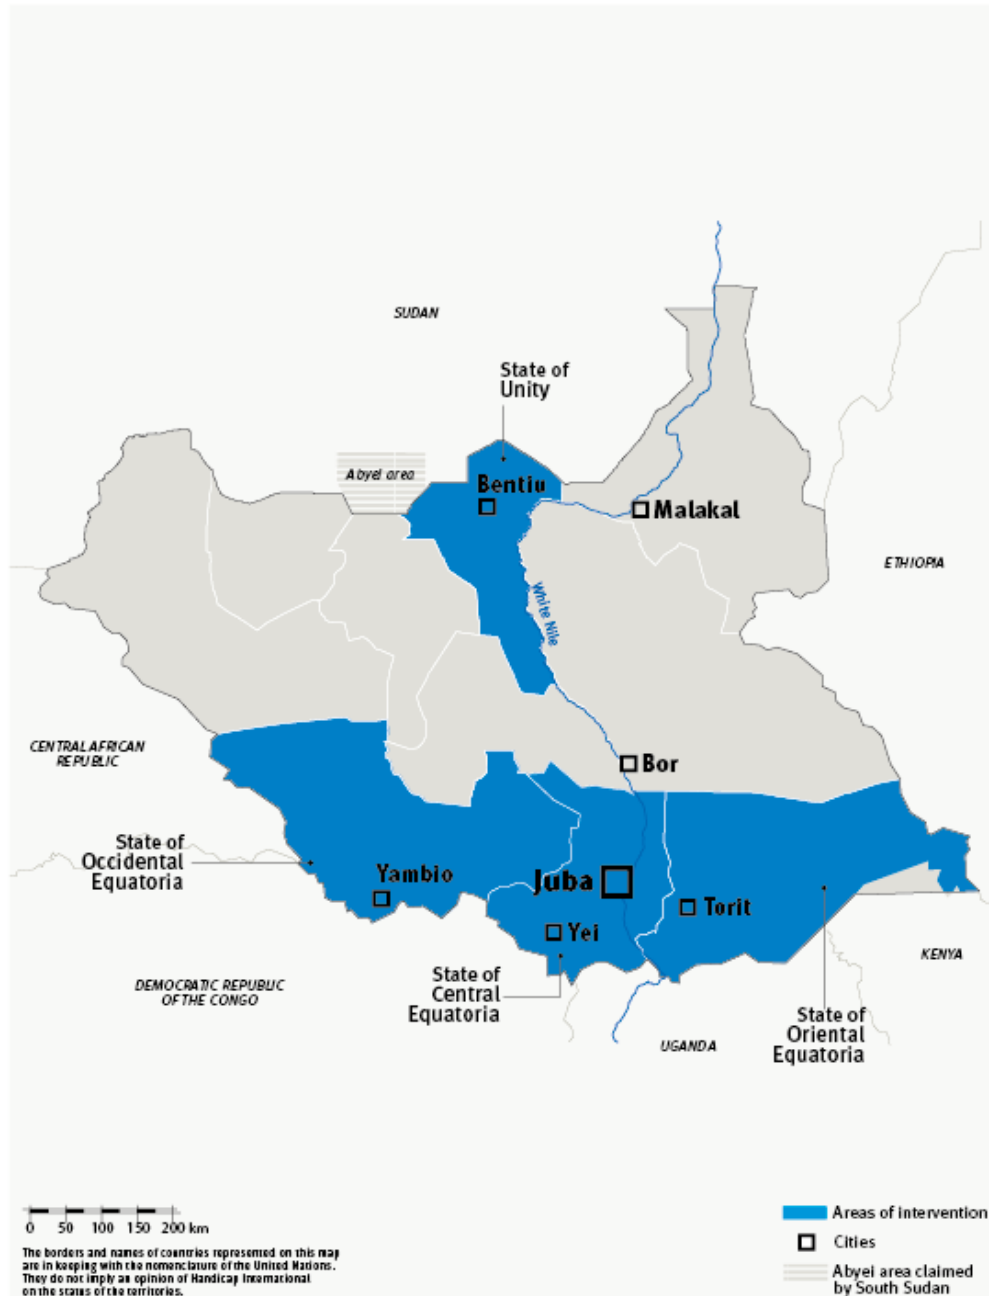 SUDAN
State of
Unity
Abyei area
Bentiu
Malakal
ETHIOPIA
White Nile
CENTRAL AFRICAN
REPUBLIC
Bor
State of
Occidental
Equatoria
Yambio
Juba
Torit
Yei
KENYA
DEMOCRATIC REPUBLIC
OF THE CONGO
State of
Central
Equatoria
State of
Oriental
Equatoria
UGANDA
0 50 100 150 200 km
The borders and names of countries represented on this map
are in keeping with the nomenclature of the United Nations.
They do not imply an opinion of Handicap International
on the status of the territories.
Areas of intervention
Cities
Abyei area claimed
by South Sudan